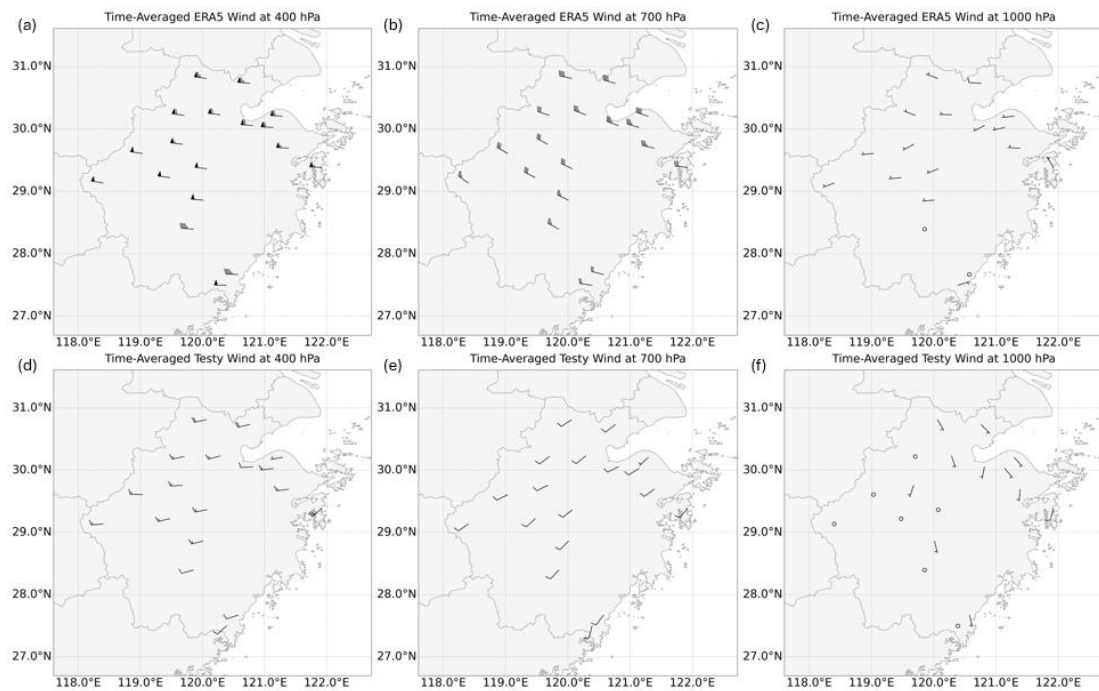 (a) Time-Averaged ERA5 Wind at 400 hPa
31.0°N
30.0°N
29.0°N
28.0°N
27.0°N
118.0°E 119.0°E 120.0°E 121.0°E 122.0°E
(b) Time-Averaged ERA5 Wind at 700 hPa
31.0°N
30.0°N
29.0°N
28.0°N
27.0°N
118.0°E 119.0°E 120.0°E 121.0°E 122.0°E
(c) Time-Averaged ERA5 Wind at 1000 hPa
31.0°N
30.0°N
29.0°N
28.0°N
27.0°N
118.0°E 119.0°E 120.0°E 121.0°E 122.0°E
(d) Time-Averaged Testy Wind at 400 hPa
31.0°N
30.0°N
29.0°N
28.0°N
27.0°N
118.0°E 119.0°E 120.0°E 121.0°E 122.0°E
(e) Time-Averaged Testy Wind at 700 hPa
31.0°N
30.0°N
29.0°N
28.0°N
27.0°N
118.0°E 119.0°E 120.0°E 121.0°E 122.0°E
(f) Time-Averaged Testy Wind at 1000 hPa
31.0°N
30.0°N
29.0°N
28.0°N
27.0°N
118.0°E 119.0°E 120.0°E 121.0°E 122.0°E